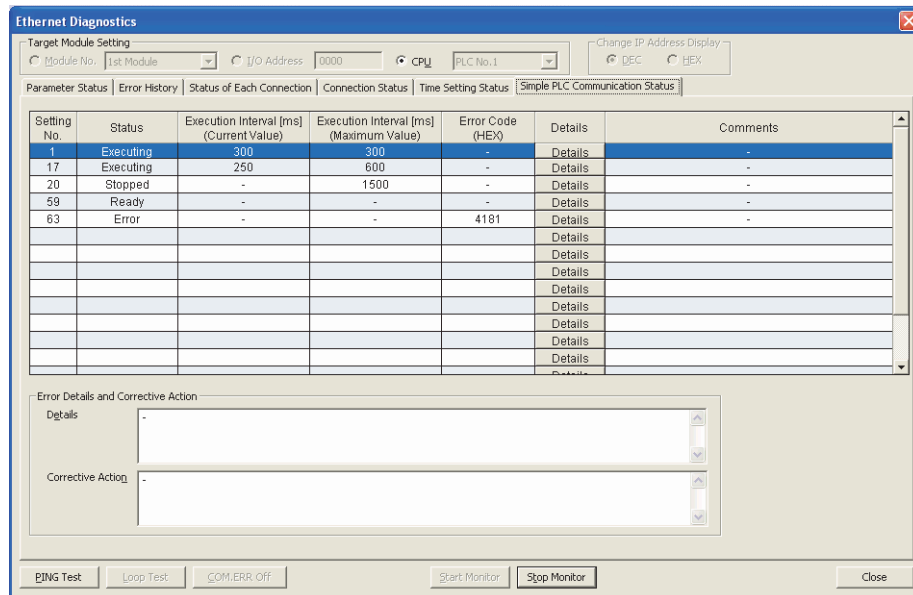 Ethernet Diagnostics
Target Module Setting
Module No. 1st Module I/O Address 0000 CPU PLC No.1
Change IP Address Display
DEC HEX
Parameter Status Error History Status of Each Connection Connection Status Time Setting Status Simple PLC Communication Status
Setting No. Status Execution Interval [ms] (Current Value) Execution Interval [ms] (Maximum Value) Error Code (HEX) Details Comments
1 Executing 300 300 - Details -
17 Executing 250 600 - Details -
20 Stopped - 1500 - Details -
59 Ready - - - Details -
63 Error - - 4181 Details -
Details
Details
Details
Details
Details
Details
Details
Details
Details
Error Details and Corrective Action
Details -
Corrective Action -
PING Test Loop Test COM.ERR Off Start Monitor Stop Monitor Close